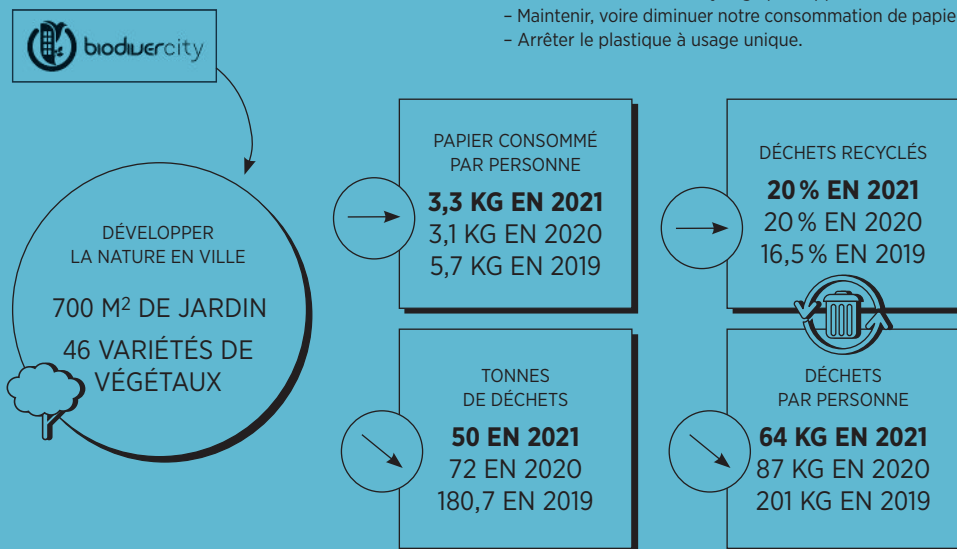 – Maintenir, voire diminuer notre consommation de papie
– Arrêter le plastique à usage unique.
biodivercity
DÉVELOPPER
LA NATURE EN VILLE
700 M² DE JARDIN
46 VARIÉTÉS DE
VÉGÉTAUX
PAPIER CONSOMMÉ
PAR PERSONNE
3,3 KG EN 2021
3,1 KG EN 2020
5,7 KG EN 2019
DÉCHETS RECYCLÉS
20 % EN 2021
20 % EN 2020
16,5 % EN 2019
TONNES
DE DÉCHETS
50 EN 2021
72 EN 2020
180,7 EN 2019
DÉCHETS
PAR PERSONNE
64 KG EN 2021
87 KG EN 2020
201 KG EN 2019